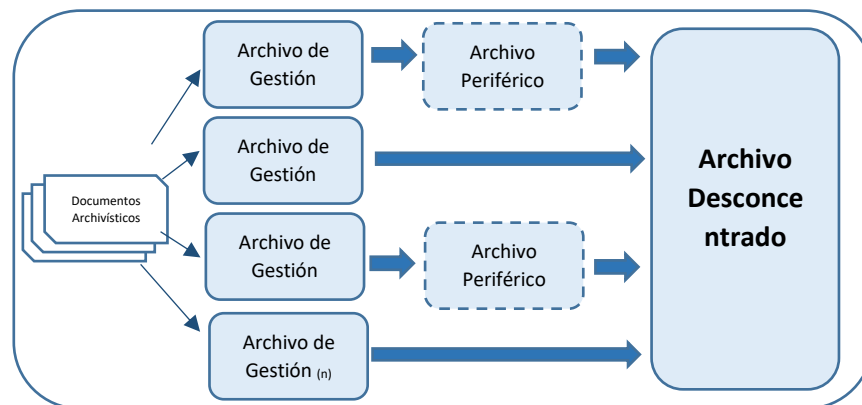 Documentos
Archivísticos
Archivo de
Gestión
Archivo
Periférico
Archivo de
Gestión
Archivo de
Gestión
Archivo
Periférico
Archivo de
Gestión (n)
Archivo
Desconce
ntrado